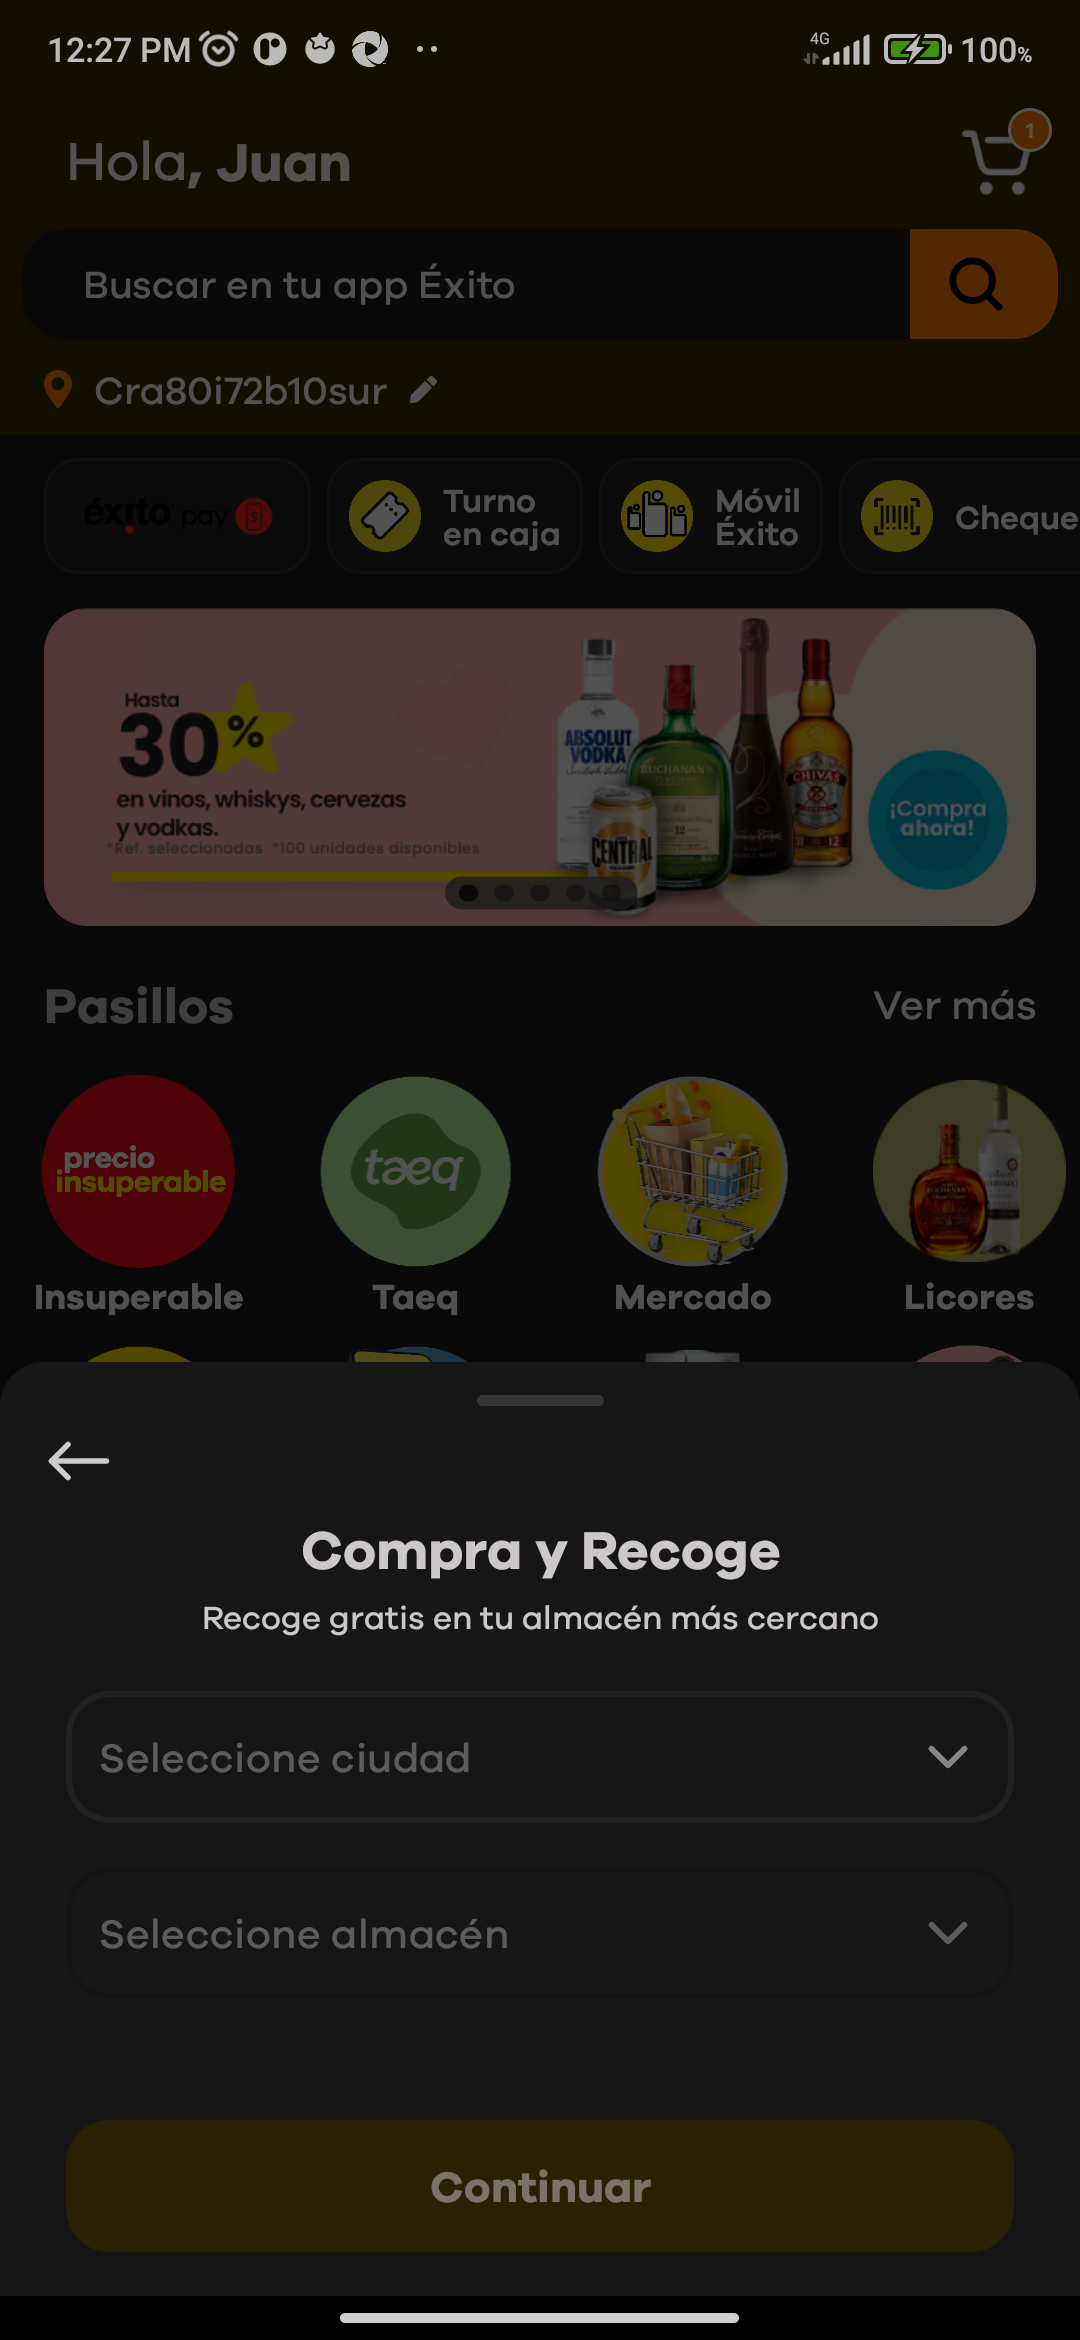 12:27 PM
4G
100%
Hola, Juan
1
Buscar en tu app Éxito
Cra80i72b10sur
éxito pay
$
Turno
en caja
Móvil
Éxito
Cheque
Hasta
30%
en vinos, whiskys, cervezas
y vodkas.
*Ref. seleccionadas *100 unidades disponibles
ABSOLUT
VODKA
BUCHANAN'S
12
CENTRAL
CHIVAS
12
¡Compra
ahora!
Pasillos
Ver más
precio
insuperable
taeq
Insuperable
Taeq
Mercado
Licores
Compra y Recoge
Recoge gratis en tu almacén más cercano
Seleccione ciudad
Seleccione almacén
Continuar